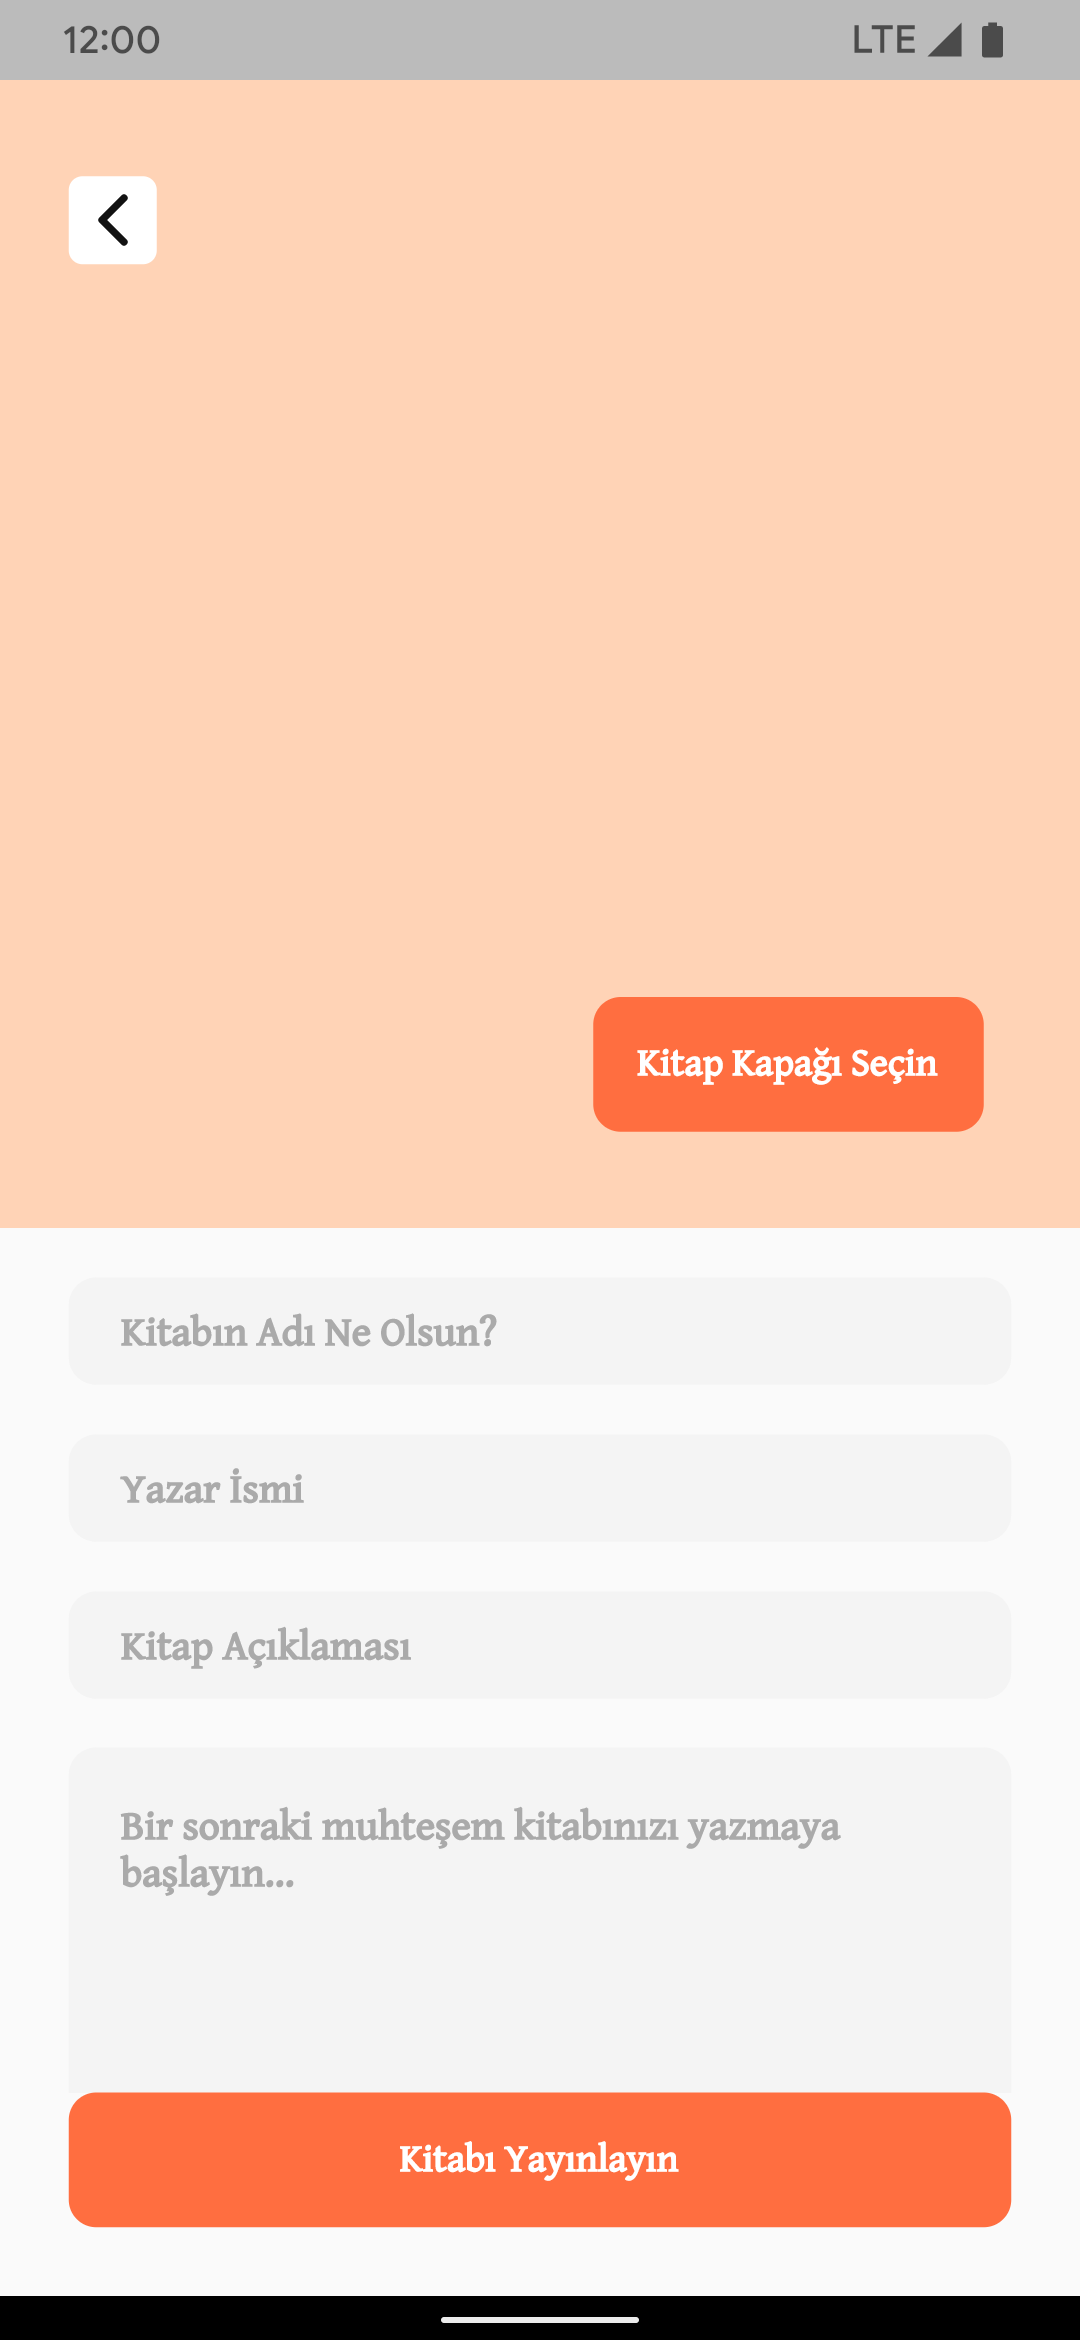 12:00
LTE
Kitap Kapağı Seçin
Kitabın Adı Ne Olsun?
Yazar İsmi
Kitap Açıklaması
Bir sonraki muhteşem kitabınızı yazmaya
başlayın...
Kitabı Yayınlayın